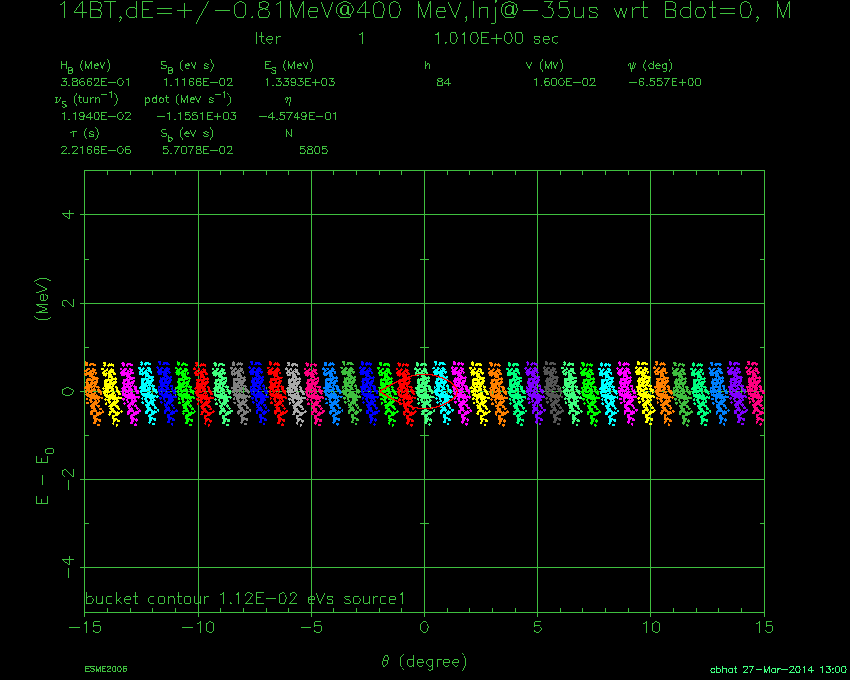 14BT,dE=+/-0.81MeV@400 MeV,Inj@-35us wrt Bdot=0, M
Iter 1 1.010E+00 sec
H_B (MeV) S_B (eV s) E_S (MeV) h V (MV) ψ (deg)
3.8662E-01 1.1166E-02 1.3393E+03 84 1.600E-02 -6.557E+00
ν_S (turn⁻¹) pdot (MeV s⁻¹) η
1.1940E-02 -1.1551E+03 -4.5749E-01
τ (s) S_b (eV s) N
2.2166E-06 5.7078E-02 5805
4
2
0
-2
-4
E - E_0 (MeV)
bucket contour 1.12E-02 eVs source1
-15 -10 -5 0 5 10 15
θ (degree)
ESME2006
cbhat 27-Mar-2014 13:00